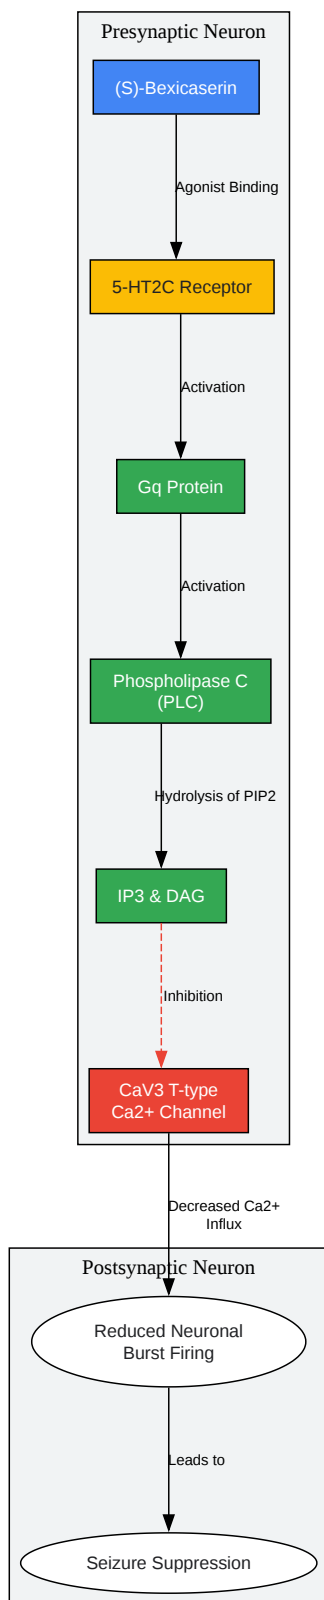 Presynaptic Neuron
(S)-Bexicaserin
Agonist Binding
5-HT2C Receptor
Activation
Gq Protein
Activation
Phospholipase C
(PLC)
Hydrolysis of PIP2
IP3 & DAG
Inhibition
CaV3 T-type
Ca2+ Channel
Decreased Ca2+
Influx
Postsynaptic Neuron
Reduced Neuronal
Burst Firing
Leads to
Seizure Suppression